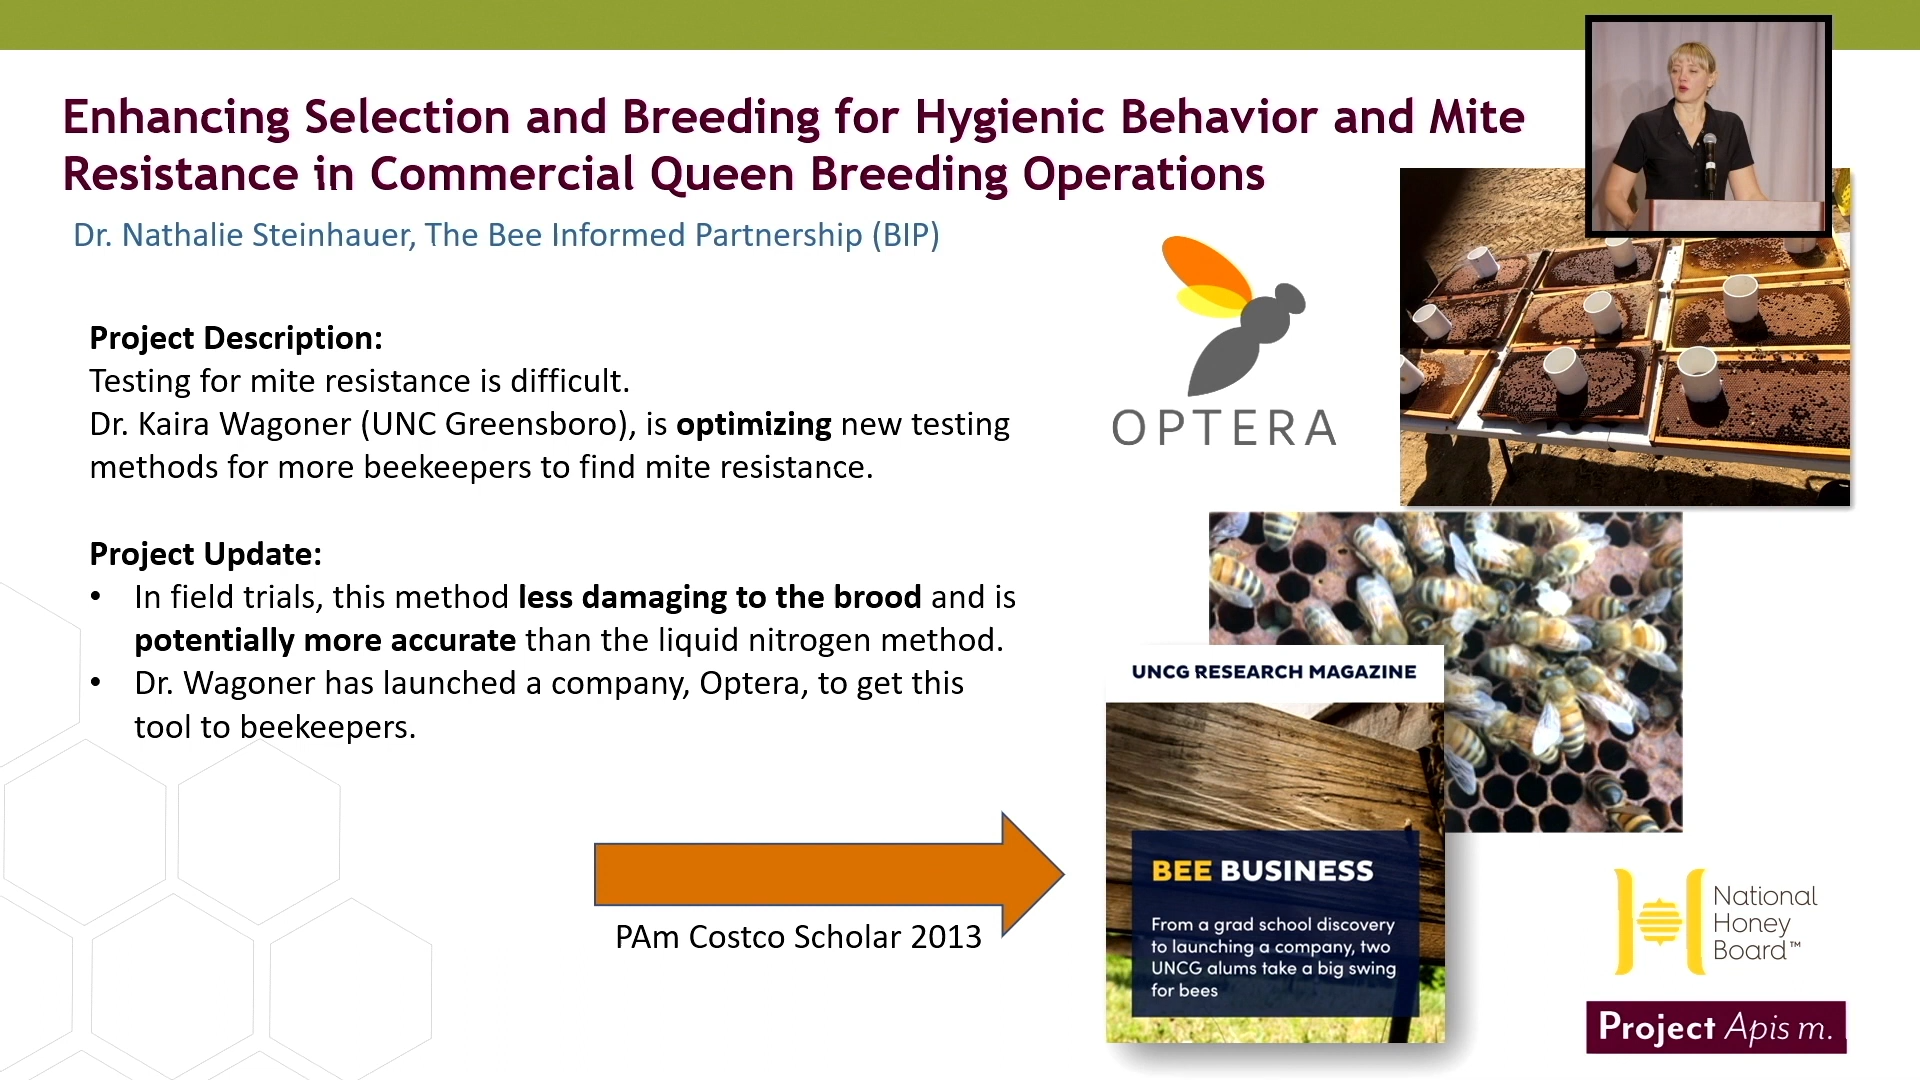 Enhancing Selection and Breeding for Hygienic Behavior and Mite
Resistance in Commercial Queen Breeding Operations
Dr. Nathalie Steinhauer, The Bee Informed Partnership (BIP)
Project Description:
Testing for mite resistance is difficult.
Dr. Kaira Wagoner (UNC Greensboro), is optimizing new testing
methods for more beekeepers to find mite resistance.
Project Update:
• In field trials, this method less damaging to the brood and is
potentially more accurate than the liquid nitrogen method.
• Dr. Wagoner has launched a company, Optera, to get this
tool to beekeepers.
PAm Costco Scholar 2013
OPTERA
UNCG RESEARCH MAGAZINE
BEE BUSINESS
From a grad school discovery
to launching a company, two
UNCG alums take a big swing
for bees
National
Honey
Board™
Project Apis m.